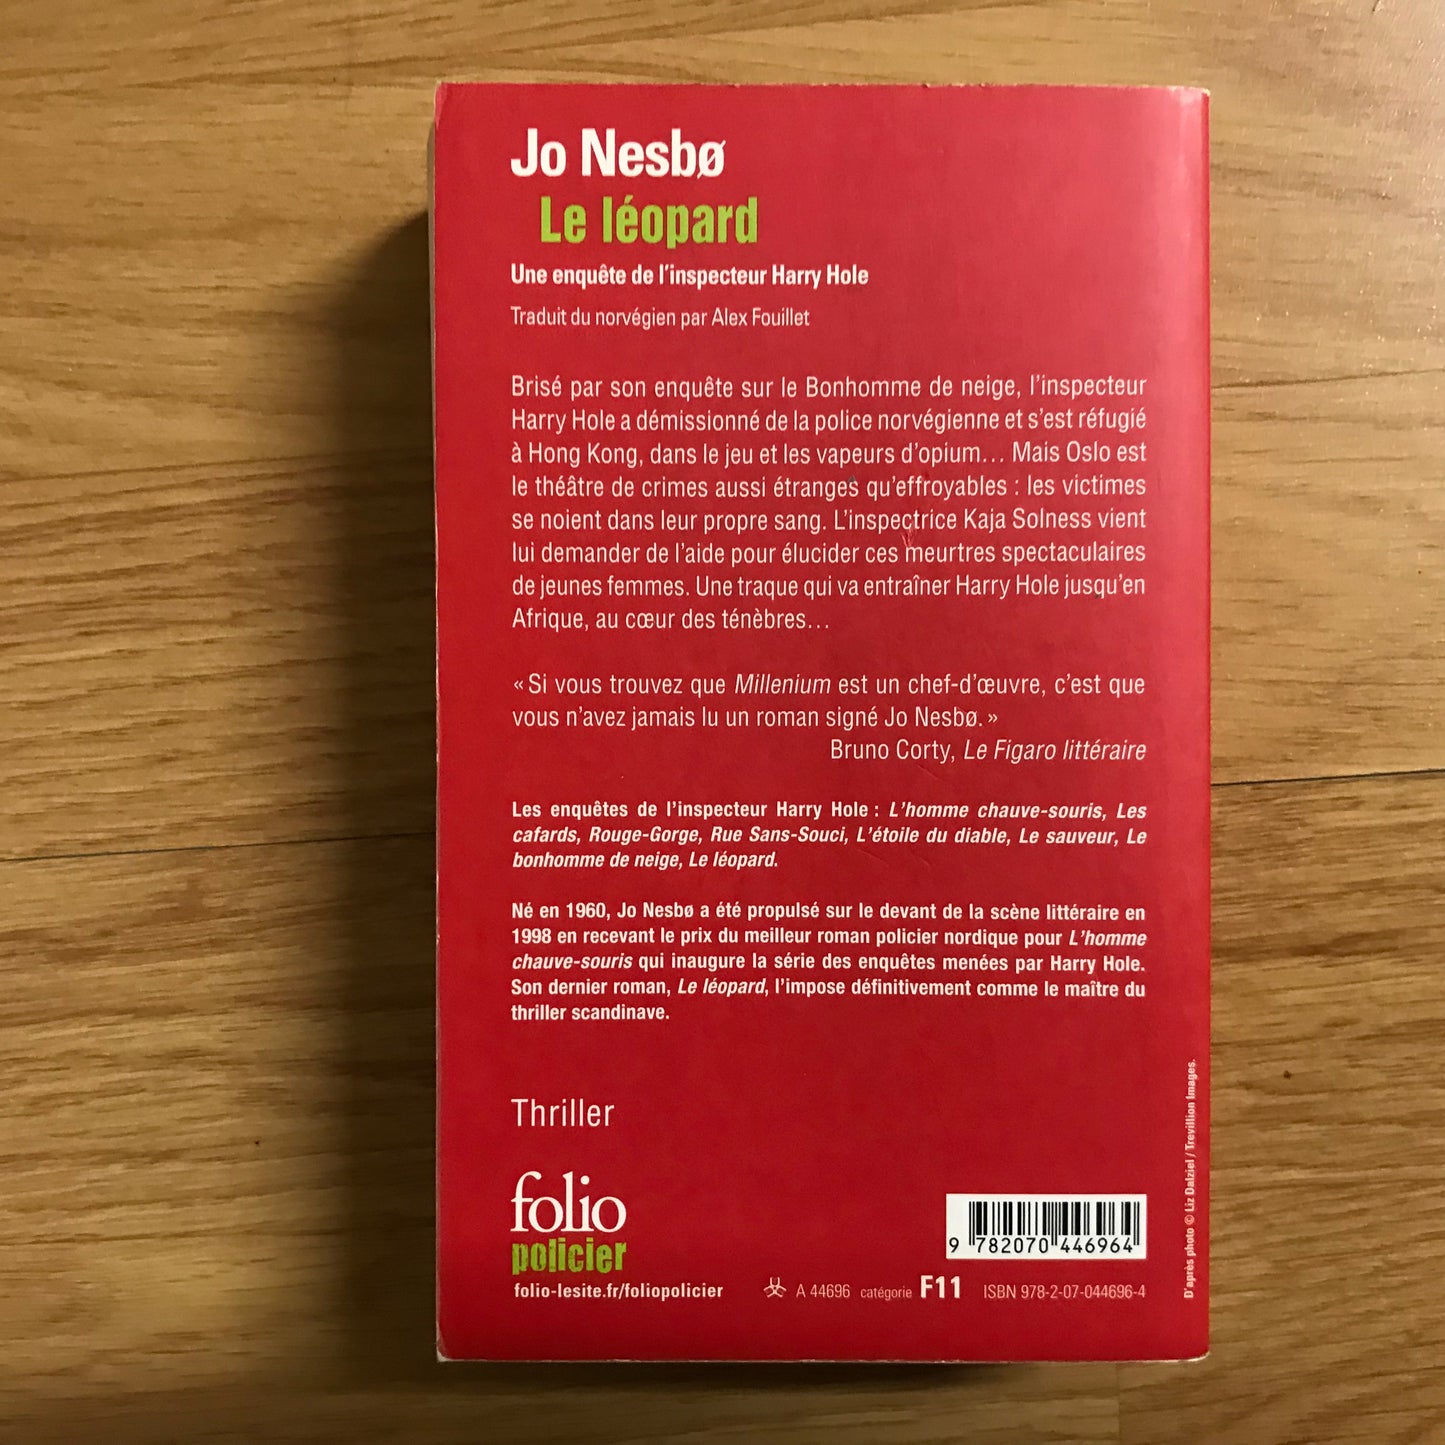 Jo Nesbø
Le léopard
Une enquête de l'inspecteur Harry Hole
Traduit du norvégien par Alex Fouillet
Brisé par son enquête sur le Bonhomme de neige, l'inspecteur
Harry Hole a démissionné de la police norvégienne et s'est réfugié
à Hong Kong, dans le jeu et les vapeurs d'opium... Mais Oslo est
le théâtre de crimes aussi étranges qu'effroyables : les victimes
se noient dans leur propre sang. L'inspectrice Kaja Solness vient
lui demander de l'aide pour élucider ces meurtres spectaculaires
de jeunes femmes. Une traque qui va entraîner Harry Hole jusqu'en
Afrique, au cœur des ténèbres...
« Si vous trouvez que Millenium est un chef-d'œuvre, c'est que
vous n'avez jamais lu un roman signé Jo Nesbø. »
Bruno Corty, Le Figaro littéraire
Les enquêtes de l'inspecteur Harry Hole : L'homme chauve-souris, Les
cafards, Rouge-Gorge, Rue Sans-Souci, L'étoile du diable, Le sauveur, Le
bonhomme de neige, Le léopard.
Né en 1960, Jo Nesbø a été propulsé sur le devant de la scène littéraire en
1998 en recevant le prix du meilleur roman policier nordique pour L'homme
chauve-souris qui inaugure la série des enquêtes menées par Harry Hole.
Son dernier roman, Le léopard, l'impose définitivement comme le maître du
thriller scandinave.
Thriller
folio
policier
folio-lesite.fr/foliopolicier
9 782070 446964
A 44696 catégorie F11 ISBN 978-2-07-044696-4
D'après photo © Liz Dalziel / Trevillion Images.